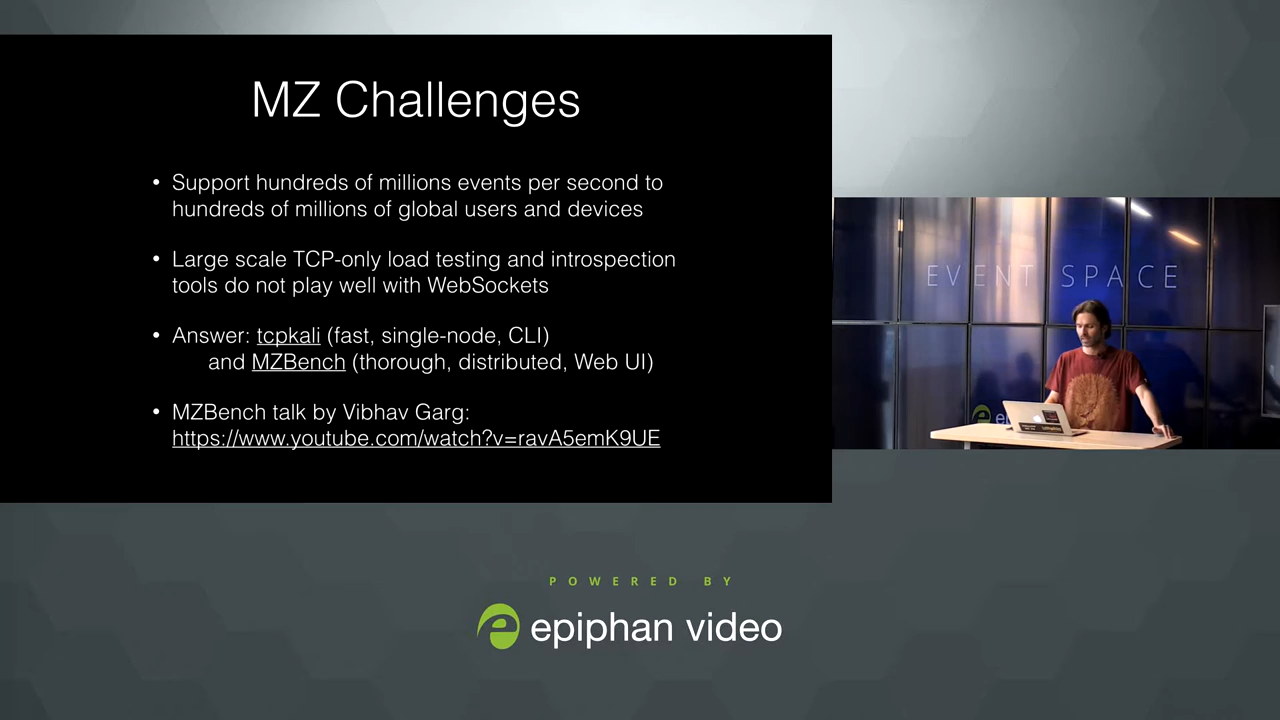 MZ Challenges
• Support hundreds of millions events per second to
hundreds of millions of global users and devices
• Large scale TCP-only load testing and introspection
tools do not play well with WebSockets
• Answer: tcpkali (fast, single-node, CLI)
and MZBench (thorough, distributed, Web UI)
• MZBench talk by Vibhav Garg:
https://www.youtube.com/watch?v=ravA5emK9UE
EVENT SPACE
POWERED BY
epiphan video